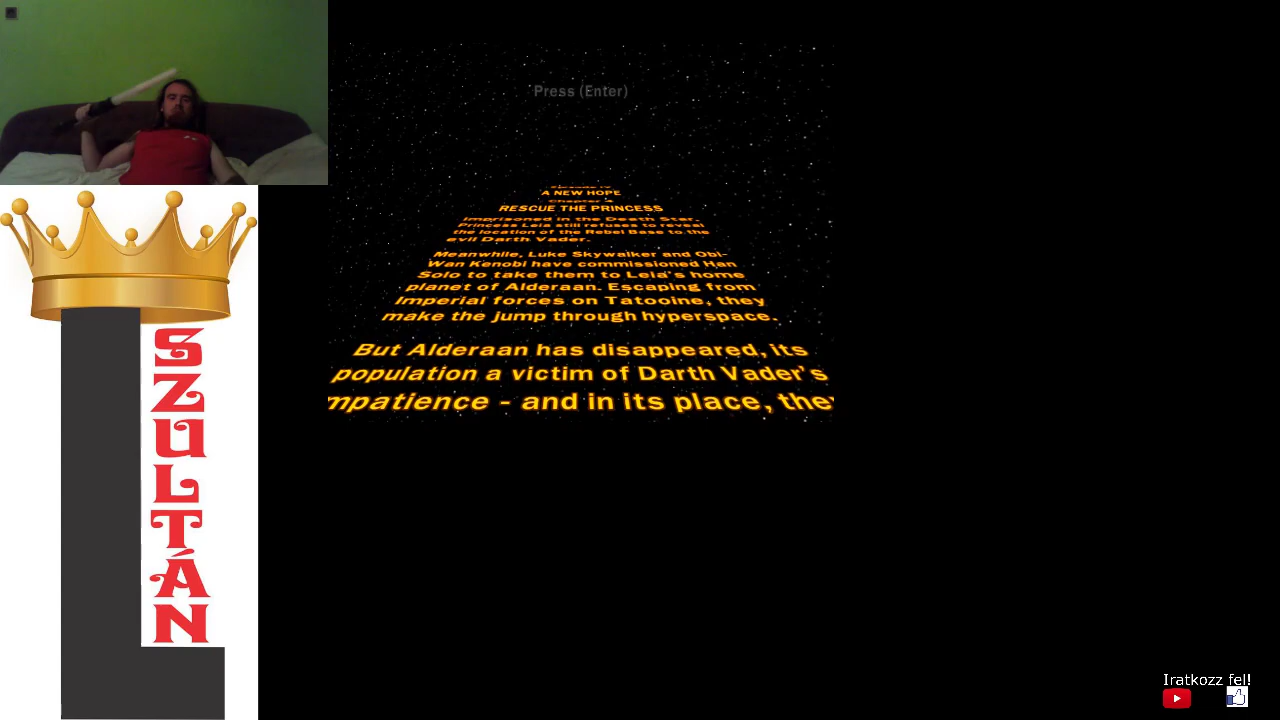 Press (Enter)
Episode IV
A NEW HOPE
Chapter 4
RESCUE THE PRINCESS
Imprisoned in the Death Star,
Princess Leia still refuses to reveal
the location of the Rebel Base to the
evil Darth Vader.
Meanwhile, Luke Skywalker and Obi-
Wan Kenobi have commissioned Han
Solo to take them to Leia's home
planet of Alderaan. Escaping from
Imperial forces on Tatooine, they
make the jump through hyperspace.
But Alderaan has disappeared, its
population a victim of Darth Vader's
mpatience - and in its place, the
L
SZULTÁN
Iratkozz fel!